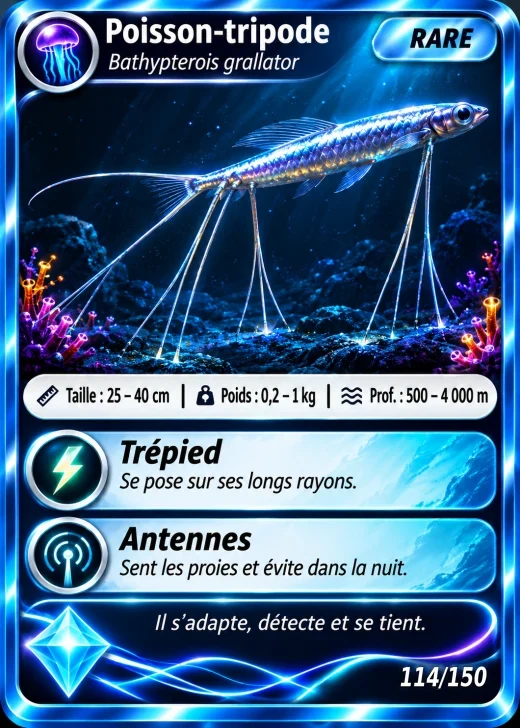 Poisson-tripode
Bathypterois grallator
RARE
Taille : 25 – 40 cm | Poids : 0,2 – 1 kg | Prof. : 500 – 4 000 m
Trépied
Se pose sur ses longs rayons.
Antennes
Sent les proies et évite dans la nuit.
Il s’adapte, détecte et se tient.
114/150